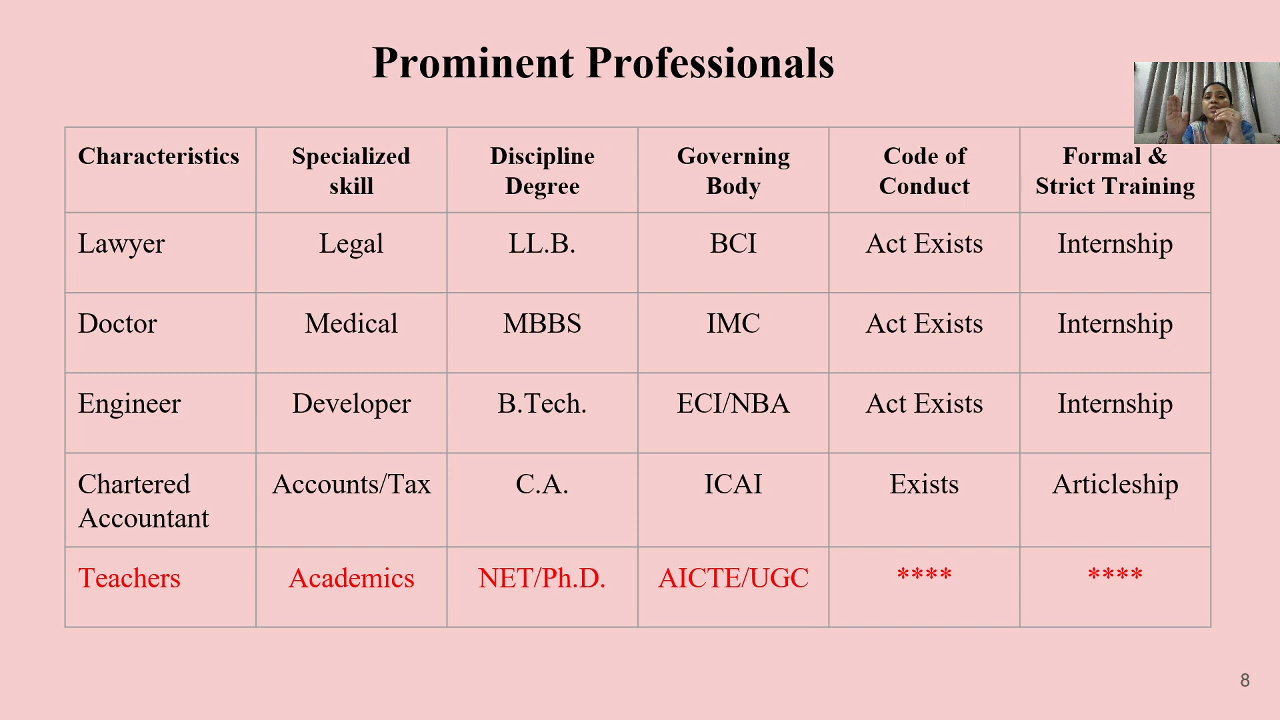 Prominent Professionals
Characteristics
Specialized
skill
Discipline
Degree
Governing
Body
Code of
Conduct
Formal &
Strict Training
Lawyer
Legal
LL.B.
BCI
Act Exists
Internship
Doctor
Medical
MBBS
IMC
Act Exists
Internship
Engineer
Developer
B.Tech.
ECI/NBA
Act Exists
Internship
Chartered
Accountant
Accounts/Tax
C.A.
ICAI
Exists
Articleship
Teachers
Academics
NET/Ph.D.
AICTE/UGC
****
****
8